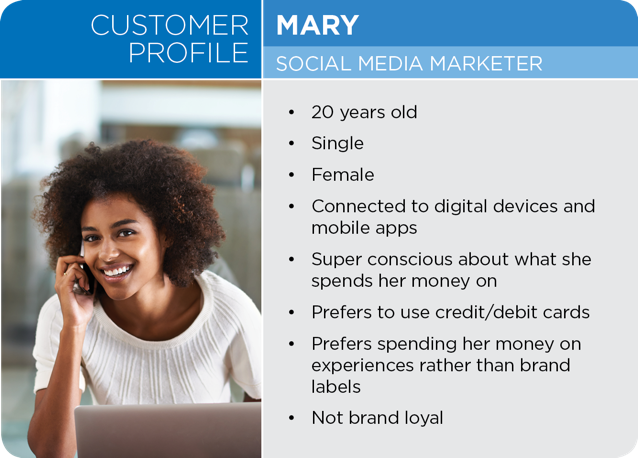 CUSTOMER
PROFILE
MARY
SOCIAL MEDIA MARKETER
• 20 years old
• Single
• Female
• Connected to digital devices and
mobile apps
• Super conscious about what she
spends her money on
• Prefers to use credit/debit cards
• Prefers spending her money on
experiences rather than brand
labels
• Not brand loyal